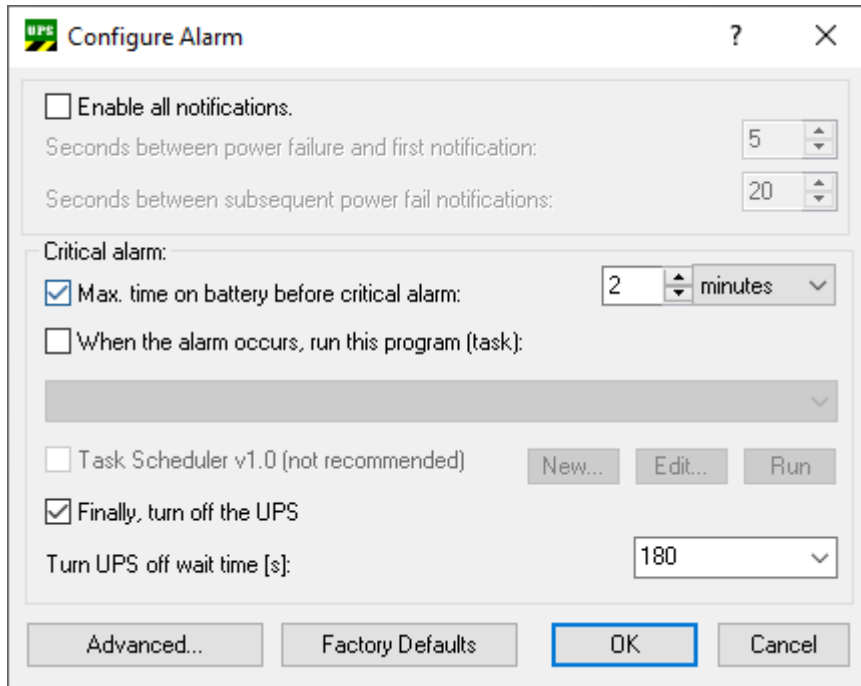 UPS Configure Alarm ?
Enable all notifications.
Seconds between power failure and first notification: 5
Seconds between subsequent power fail notifications: 20
Critical alarm:
Max. time on battery before critical alarm: 2 minutes
When the alarm occurs, run this program (task):
Task Scheduler v1.0 (not recommended) New... Edit... Run
Finally, turn off the UPS
Turn UPS off wait time [s]: 180
Advanced... Factory Defaults OK Cancel